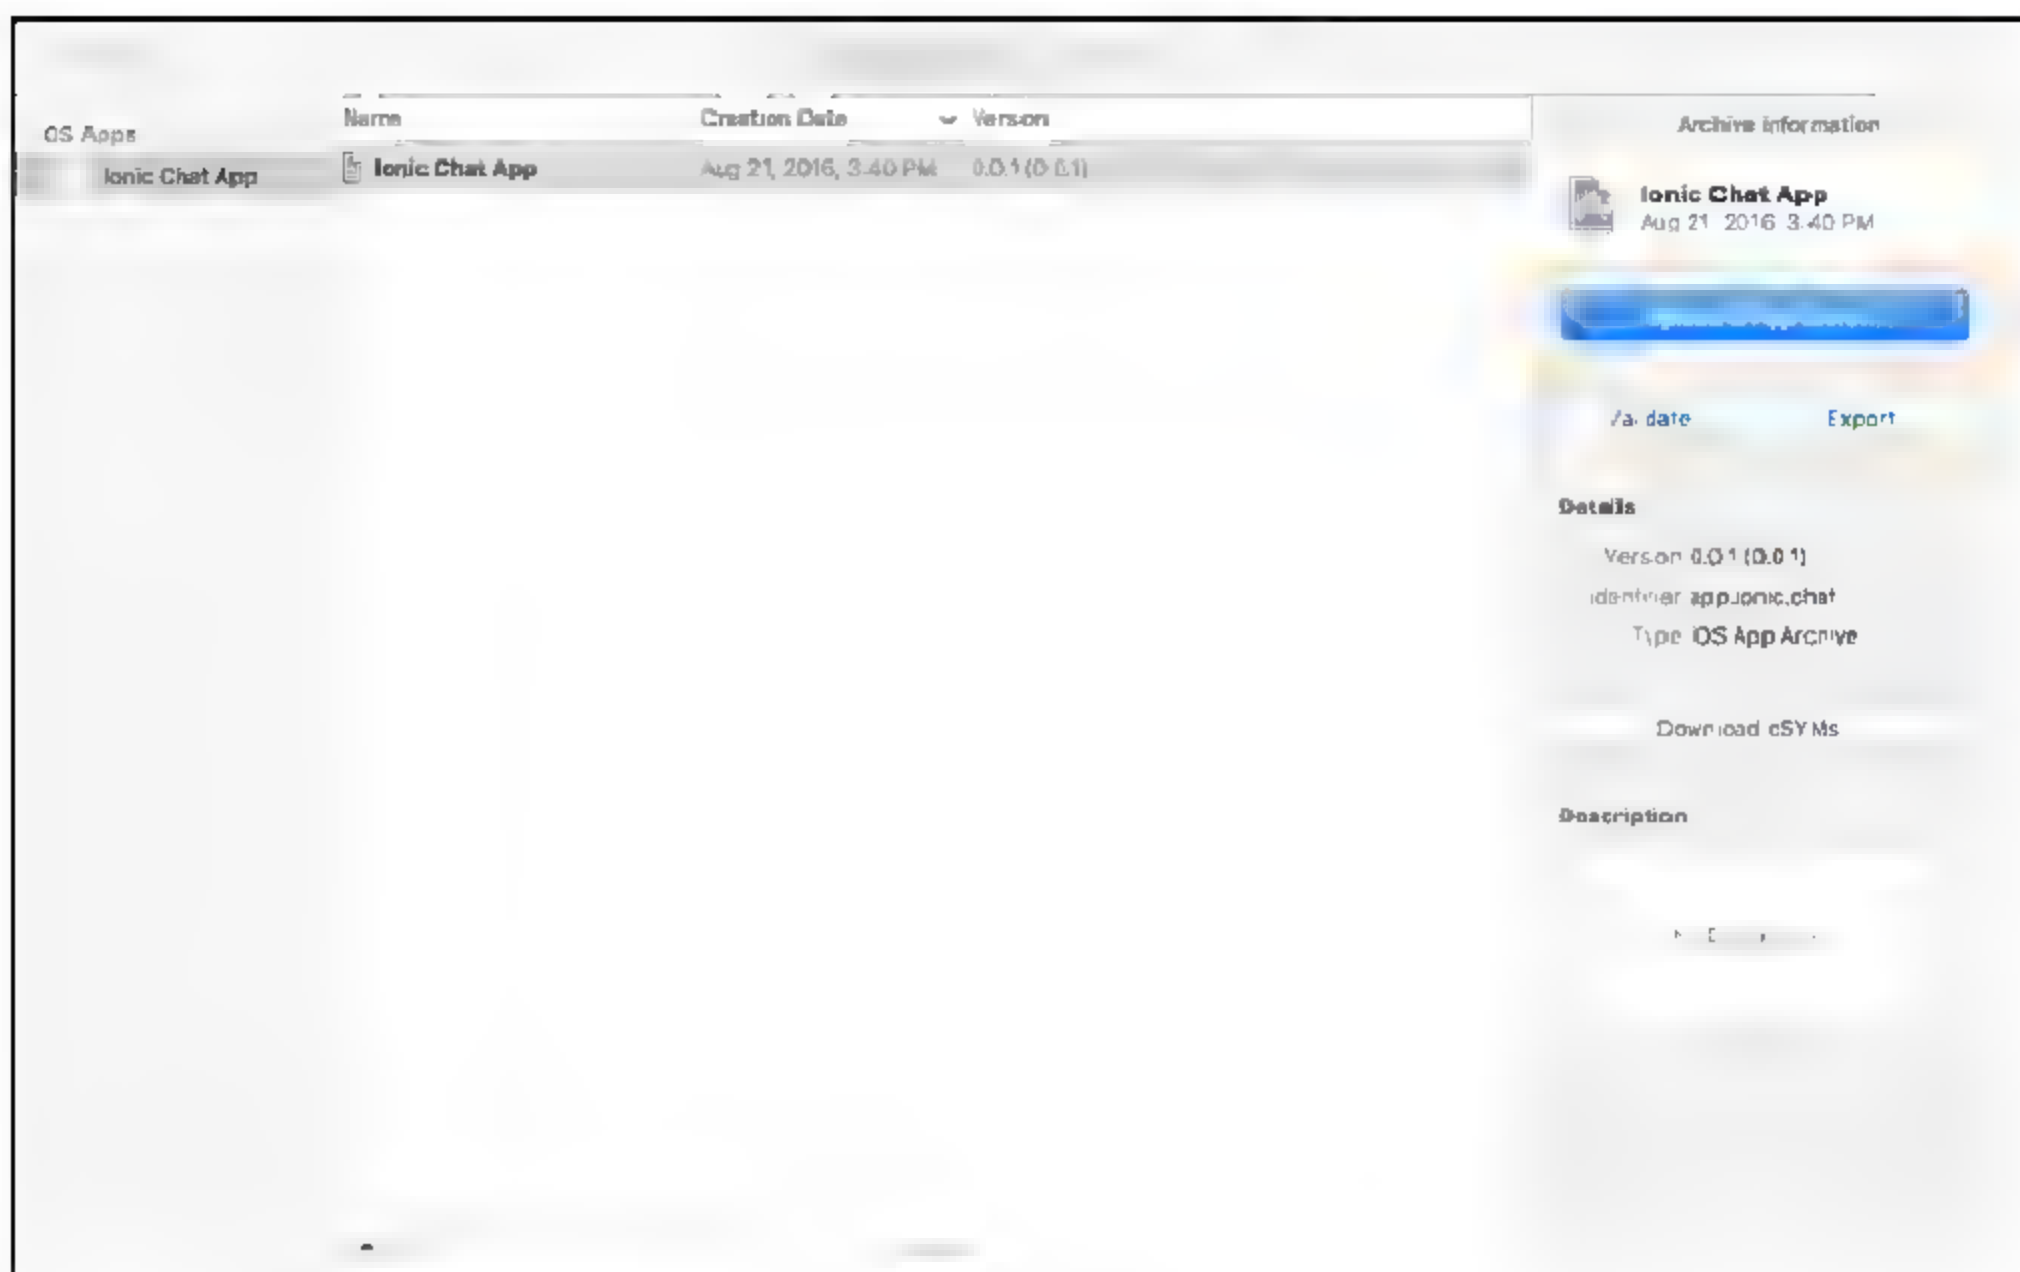 Name Creation Date Version
iOS Apps
Ionic Chat App
Ionic Chat App Aug 21, 2016, 3:40 PM 0.0.1 (0.0.1)
Archive Information
Ionic Chat App
Aug 21, 2016, 3:40 PM
Validate Export
Details
Version 0.0.1 (0.0.1)
Identifier app.ionic.chat
Type iOS App Archive
Download dSYMs
Description